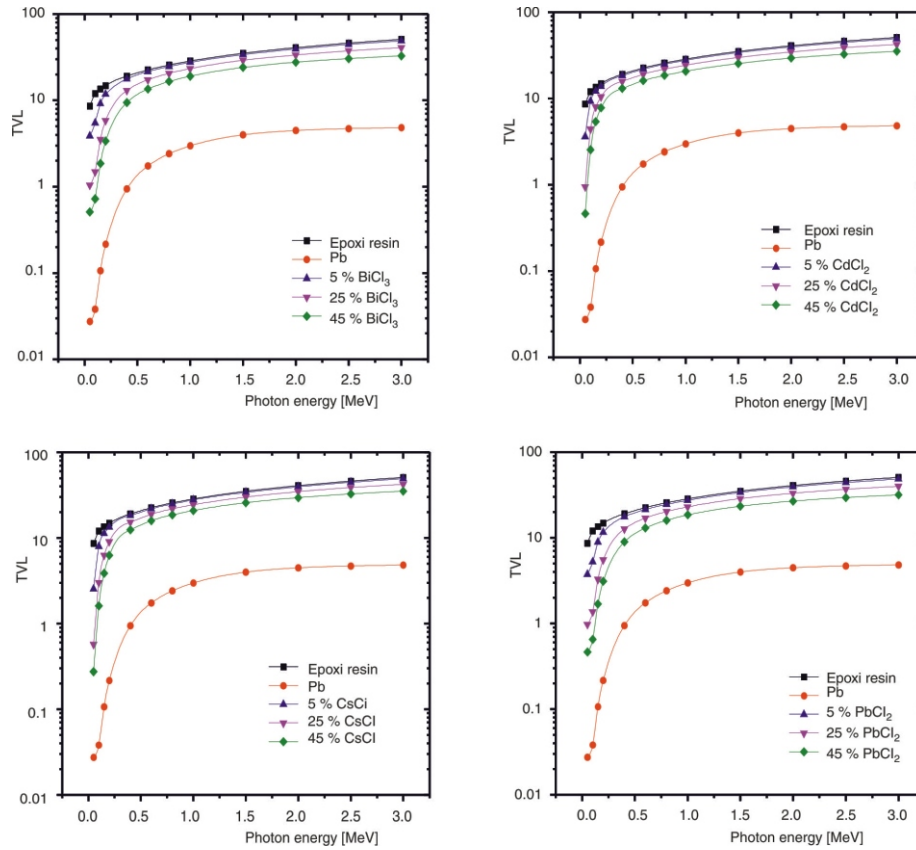 100
10
1
0.1
0.01
TVL
Epoxi resin
Pb
5 % BiCl3
25 % BiCl3
45 % BiCl3
0.0 0.5 1.0 1.5 2.0 2.5 3.0
Photon energy [MeV]
100
10
1
0.1
0.01
TVL
Epoxi resin
Pb
5 % CdCl2
25 % CdCl2
45 % CdCl2
0.0 0.5 1.0 1.5 2.0 2.5 3.0
Photon energy [MeV]
100
10
1
0.1
0.01
TVL
Epoxi resin
Pb
5 % CsCi
25 % CsCl
45 % CsCl
0.0 0.5 1.0 1.5 2.0 2.5 3.0
Photon energy [MeV]
100
10
1
0.1
0.01
TVL
Epoxi resin
Pb
5 % PbCl2
25 % PbCl2
45 % PbCl2
0.0 0.5 1.0 1.5 2.0 2.5 3.0
Photon energy [MeV]